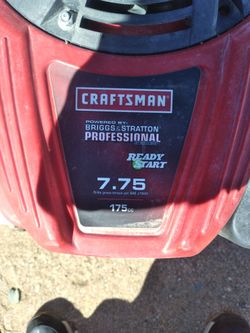 CRAFTSMAN
POWERED BY:
BRIGGS & STRATTON
PROFESSIONAL
READY
START
7.75
175cc